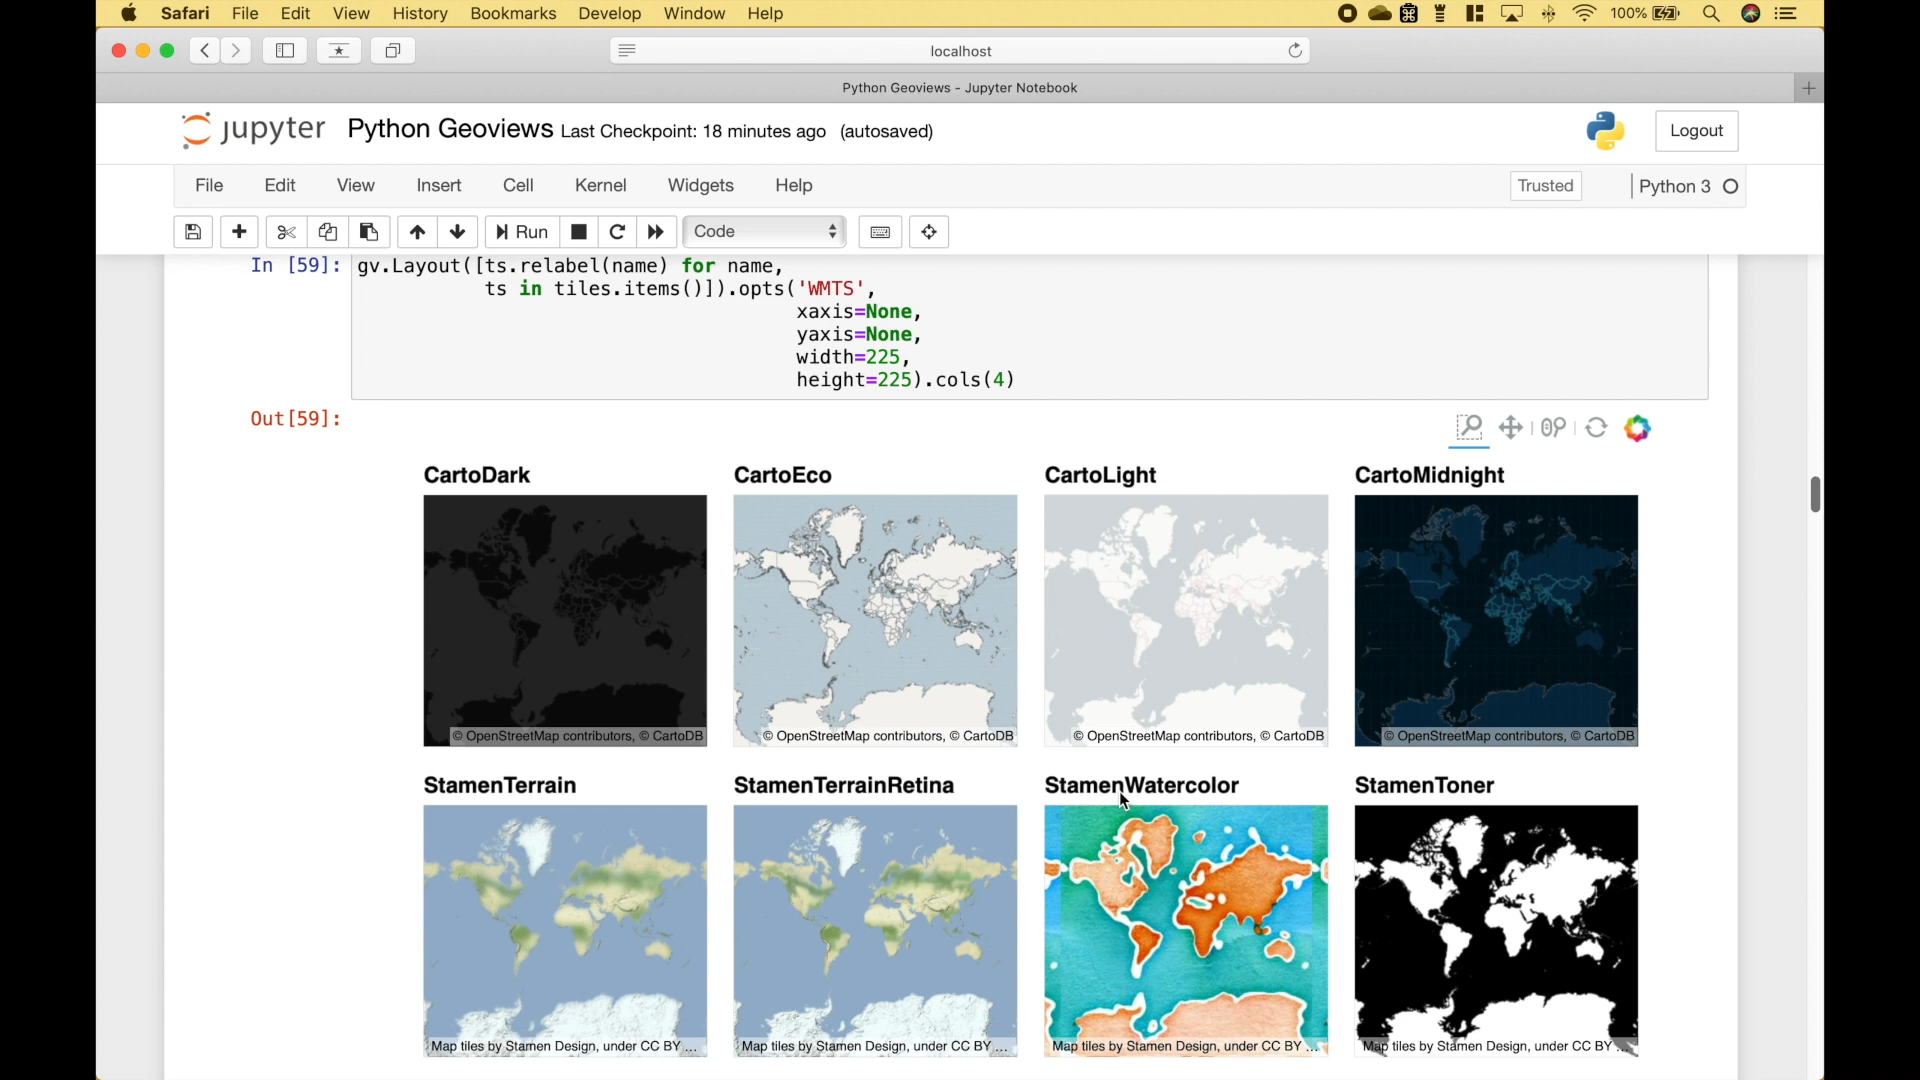 Safari File Edit View History Bookmarks Develop Window Help 100%
localhost
Python Geoviews - Jupyter Notebook
jupyter Python Geoviews Last Checkpoint: 18 minutes ago (autosaved) Logout
File Edit View Insert Cell Kernel Widgets Help Trusted Python 3
Run Code
In [59]: gv.Layout([ts.relabel(name) for name,
ts in tiles.items()]).opts('WMTS',
xaxis=None,
yaxis=None,
width=225,
height=225).cols(4)
Out[59]:
CartoDark CartoEco CartoLight CartoMidnight
© OpenStreetMap contributors, © CartoDB © OpenStreetMap contributors, © CartoDB © OpenStreetMap contributors, © CartoDB © OpenStreetMap contributors, © CartoDB
StamenTerrain StamenTerrainRetina StamenWatercolor StamenToner
Map tiles by Stamen Design, under CC BY ... Map tiles by Stamen Design, under CC BY ... Map tiles by Stamen Design, under CC BY ... Map tiles by Stamen Design, under CC BY ...